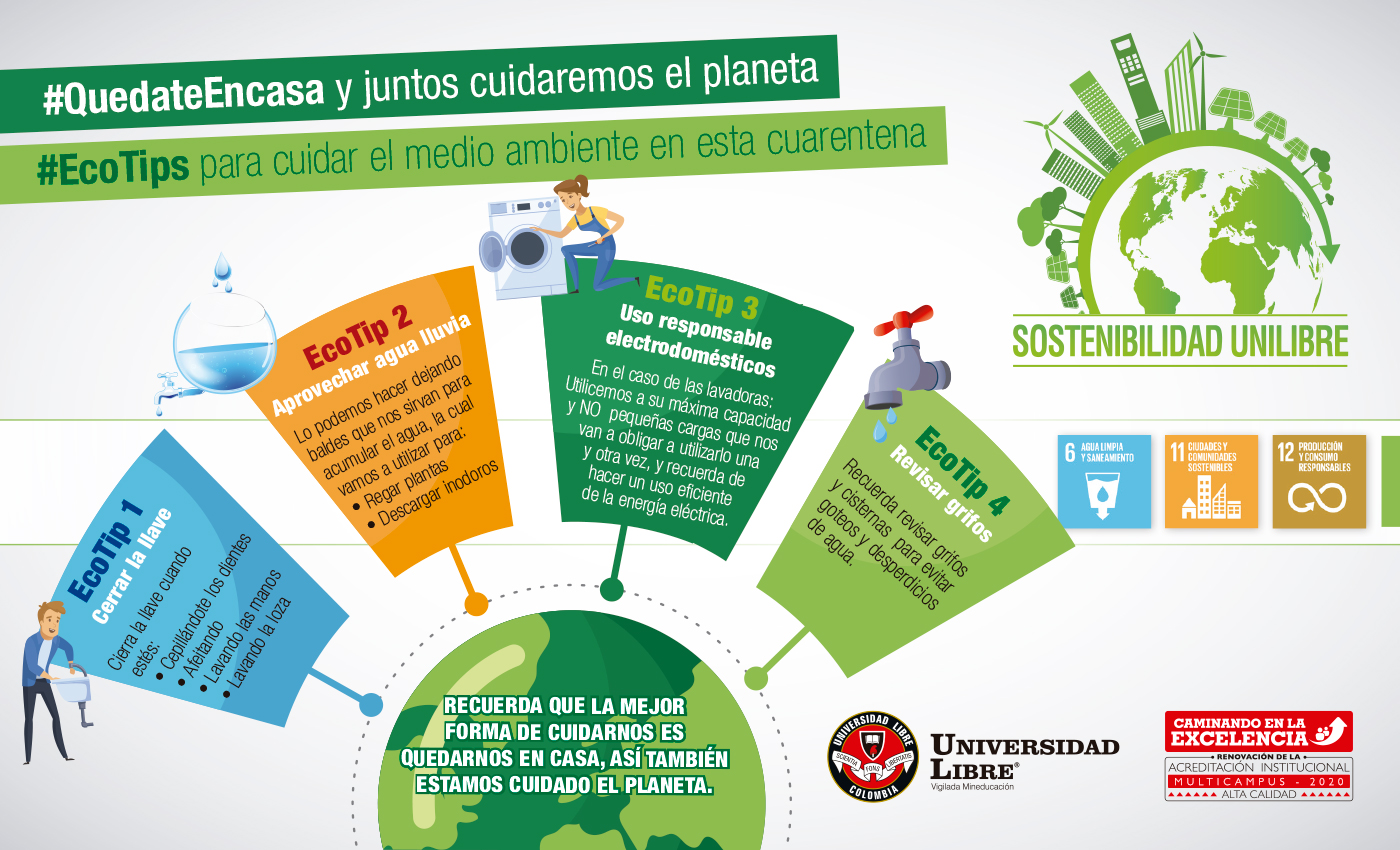 #QuedateEncasa y juntos cuidaremos el planeta
#EcoTips para cuidar el medio ambiente en esta cuarentena
SOSTENIBILIDAD UNILIBRE
EcoTip 1
Cerrar la llave
Cierra la llave cuando
estés:
• Cepillándote los dientes
• Afeitando
• Lavando las manos
• Lavando la loza
EcoTip 2
Aprovechar agua lluvia
Lo podemos hacer dejando
baldes que nos sirvan para
acumular el agua, la cual
vamos a utilizar para:
• Regar plantas
• Descargar inodoros
EcoTip 3
Uso responsable
electrodomésticos
En el caso de las lavadoras:
Utilicemos a su máxima capacidad
y NO pequeñas cargas que nos
van a obligar a utilizarlo una
y otra vez, y recuerda de
hacer un uso eficiente
de la energía eléctrica.
EcoTip 4
Revisar grifos
Recuerda revisar grifos
y cisternas para evitar
goteos y desperdicios
de agua.
6 AGUA LIMPIA
Y SANEAMIENTO
11 CIUDADES Y
COMUNIDADES
SOSTENIBLES
12 PRODUCCIÓN
Y CONSUMO
RESPONSABLES
RECUERDA QUE LA MEJOR
FORMA DE CUIDARNOS ES
QUEDARNOS EN CASA, ASÍ TAMBIÉN
ESTAMOS CUIDADO EL PLANETA.
UNIVERSIDAD LIBRE
SCIENTIA FONS LIBERTATIS
COLOMBIA
UNIVERSIDAD
LIBRE®
Vigilada Mineducación
CAMINANDO EN LA
EXCELENCIA
• RENOVACIÓN DE LA •
ACREDITACIÓN INSTITUCIONAL
MULTICAMPUS - 2020
ALTA CALIDAD